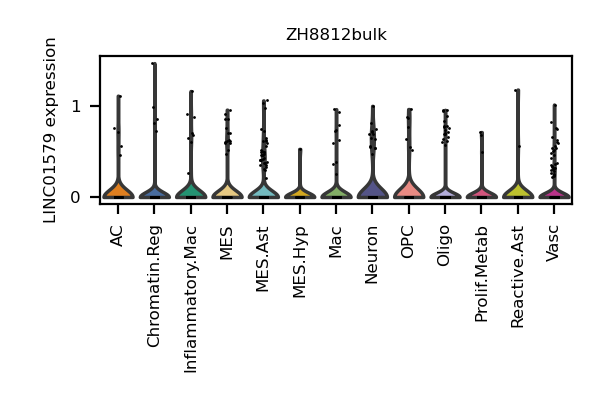 ZH8812bulk
LINC01579 expression
1
0
AC
Chromatin.Reg
Inflammatory.Mac
MES
MES.Ast
MES.Hyp
Mac
Neuron
OPC
Oligo
Prolif.Metab
Reactive.Ast
Vasc